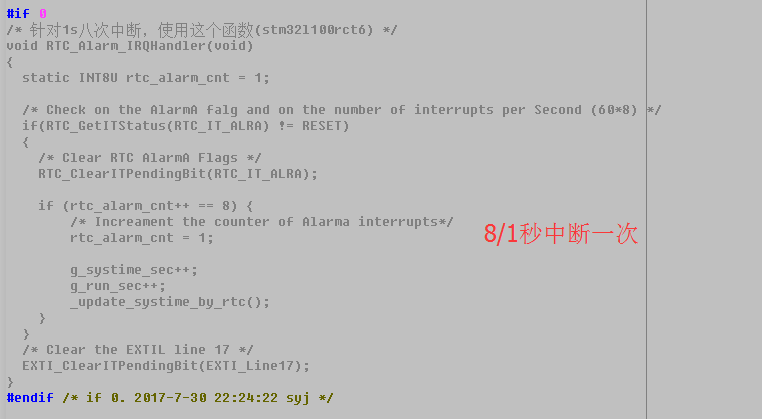 #if 0
/* 针对1s八次中断，使用这个函数(stm32l100rct6) */
void RTC_Alarm_IRQHandler(void)
{
static INT8U rtc_alarm_cnt = 1;
/* Check on the AlarmA falg and on the number of interrupts per Second (60*8) */
if(RTC_GetITStatus(RTC_IT_ALRA) != RESET)
{
/* Clear RTC AlarmA Flags */
RTC_ClearITPendingBit(RTC_IT_ALRA);
if (rtc_alarm_cnt++ == 8) {
/* Increament the counter of Alarma interrupts*/
rtc_alarm_cnt = 1;
8/1秒中断一次
g_systime_sec++;
g_run_sec++;
_update_systime_by_rtc();
}
}
/* Clear the EXTIL line 17 */
EXTI_ClearITPendingBit(EXTI_Line17);
}
#endif /* if 0. 2017-7-30 22:24:22 syj */